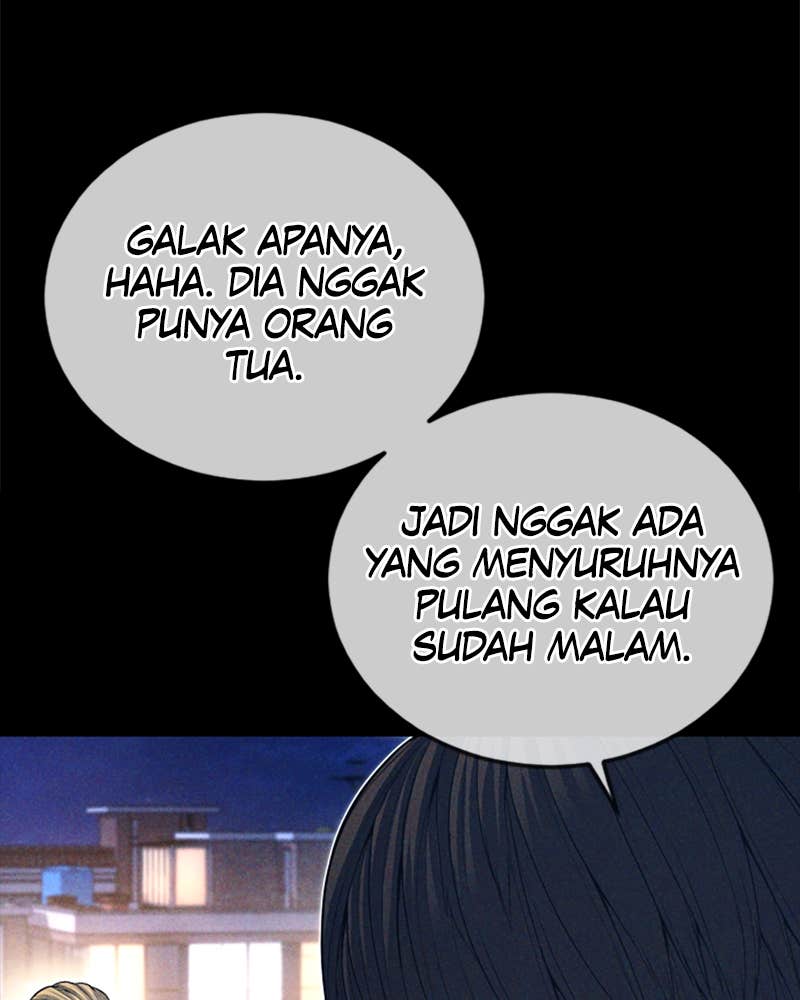 GALAK APANYA,
HAHA. DIA NGGAK
PUNYA ORANG
TUA.
JADI NGGAK ADA
YANG MENYURUHNYA
PULANG KALAU
SUDAH MALAM.